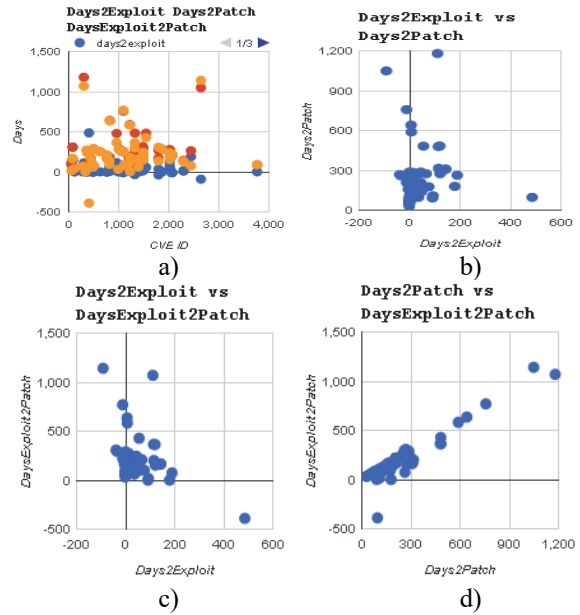 Days2Exploit Days2Patch
DaysExploit2Patch
days2exploit
1/3
1,500
1,000
500
0
-500
Days
0
1,000
2,000
3,000
4,000
CVE ID
a)
Days2Exploit vs
Days2Patch
1,200
900
600
300
0
Days2Patch
-200
0
200
400
600
Days2Exploit
b)
Days2Exploit vs
DaysExploit2Patch
1,500
1,000
500
0
-500
DaysExploit2Patch
-200
0
200
400
600
Days2Exploit
c)
Days2Patch vs
DaysExploit2Patch
1,500
1,000
500
0
-500
DaysExploit2Patch
0
300
600
900
1,200
Days2Patch
d)